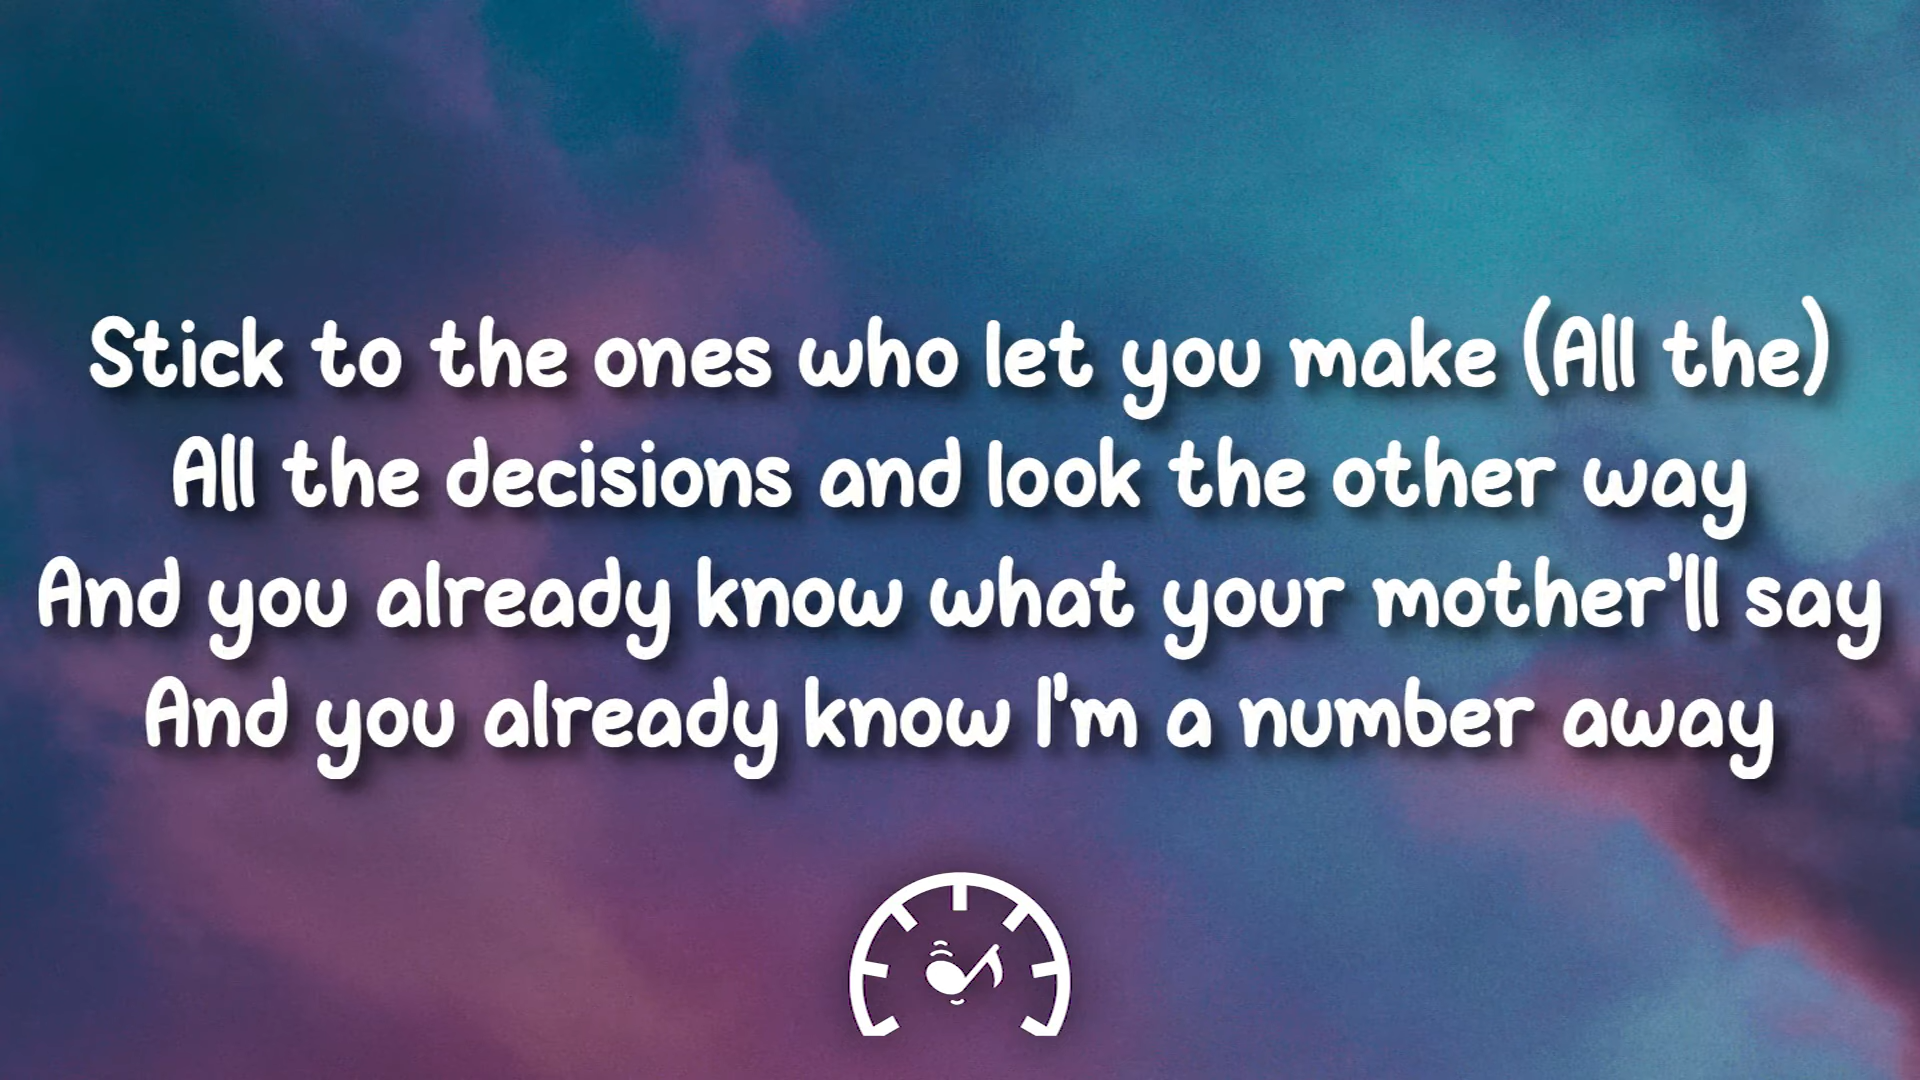 Stick to the ones who let you make (All the)
All the decisions and look the other way
And you already know what your mother'll say
And you already know I'm a number away